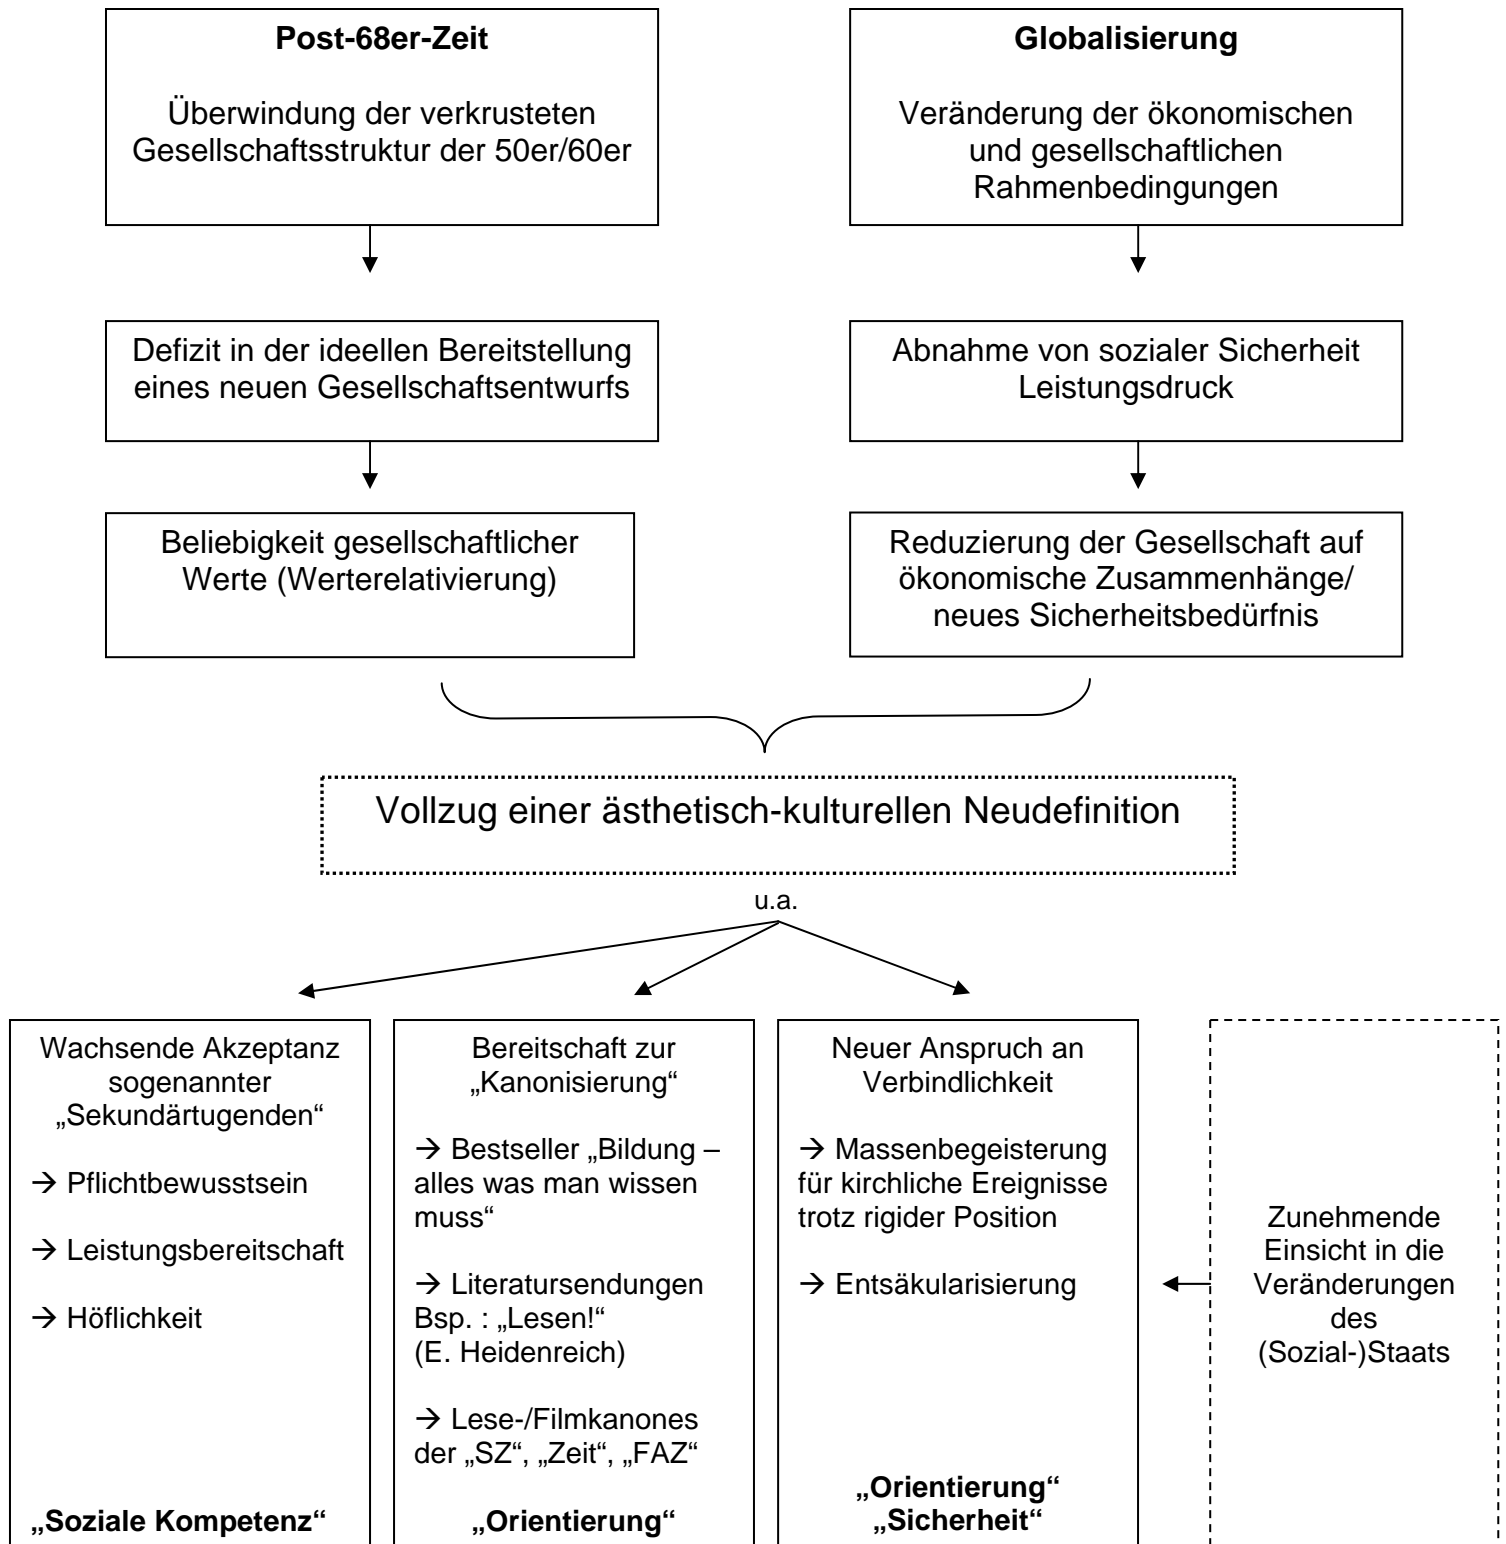 Post-68er-Zeit
Überwindung der verkrusteten
Gesellschaftsstruktur der 50er/60er
Globalisierung
Veränderung der ökonomischen
und gesellschaftlichen
Rahmenbedingungen
Defizit in der ideellen Bereitstellung
eines neuen Gesellschaftsentwurfs
Abnahme von sozialer Sicherheit
Leistungsdruck
Beliebigkeit gesellschaftlicher
Werte (Werterelativierung)
Reduzierung der Gesellschaft auf
ökonomische Zusammenhänge/
neues Sicherheitsbedürfnis
Vollzug einer ästhetisch-kulturellen Neudefinition
u.a.
Wachsende Akzeptanz
sogenannter
„Sekundärtugenden“
→ Pflichtbewusstsein
→ Leistungsbereitschaft
→ Höflichkeit
„Soziale Kompetenz“
Bereitschaft zur
„Kanonisierung“
→ Bestseller „Bildung –
alles was man wissen
muss“
→ Literatursendungen
Bsp. : „Lesen!“
(E. Heidenreich)
→ Lese-/Filmkanones
der „SZ“, „Zeit“, „FAZ“
„Orientierung“
Neuer Anspruch an
Verbindlichkeit
→ Massenbegeisterung
für kirchliche Ereignisse
trotz rigider Position
→ Entsäkularisierung
„Orientierung“
„Sicherheit“
Zunehmende
Einsicht in die
Veränderungen
des
(Sozial-)Staats